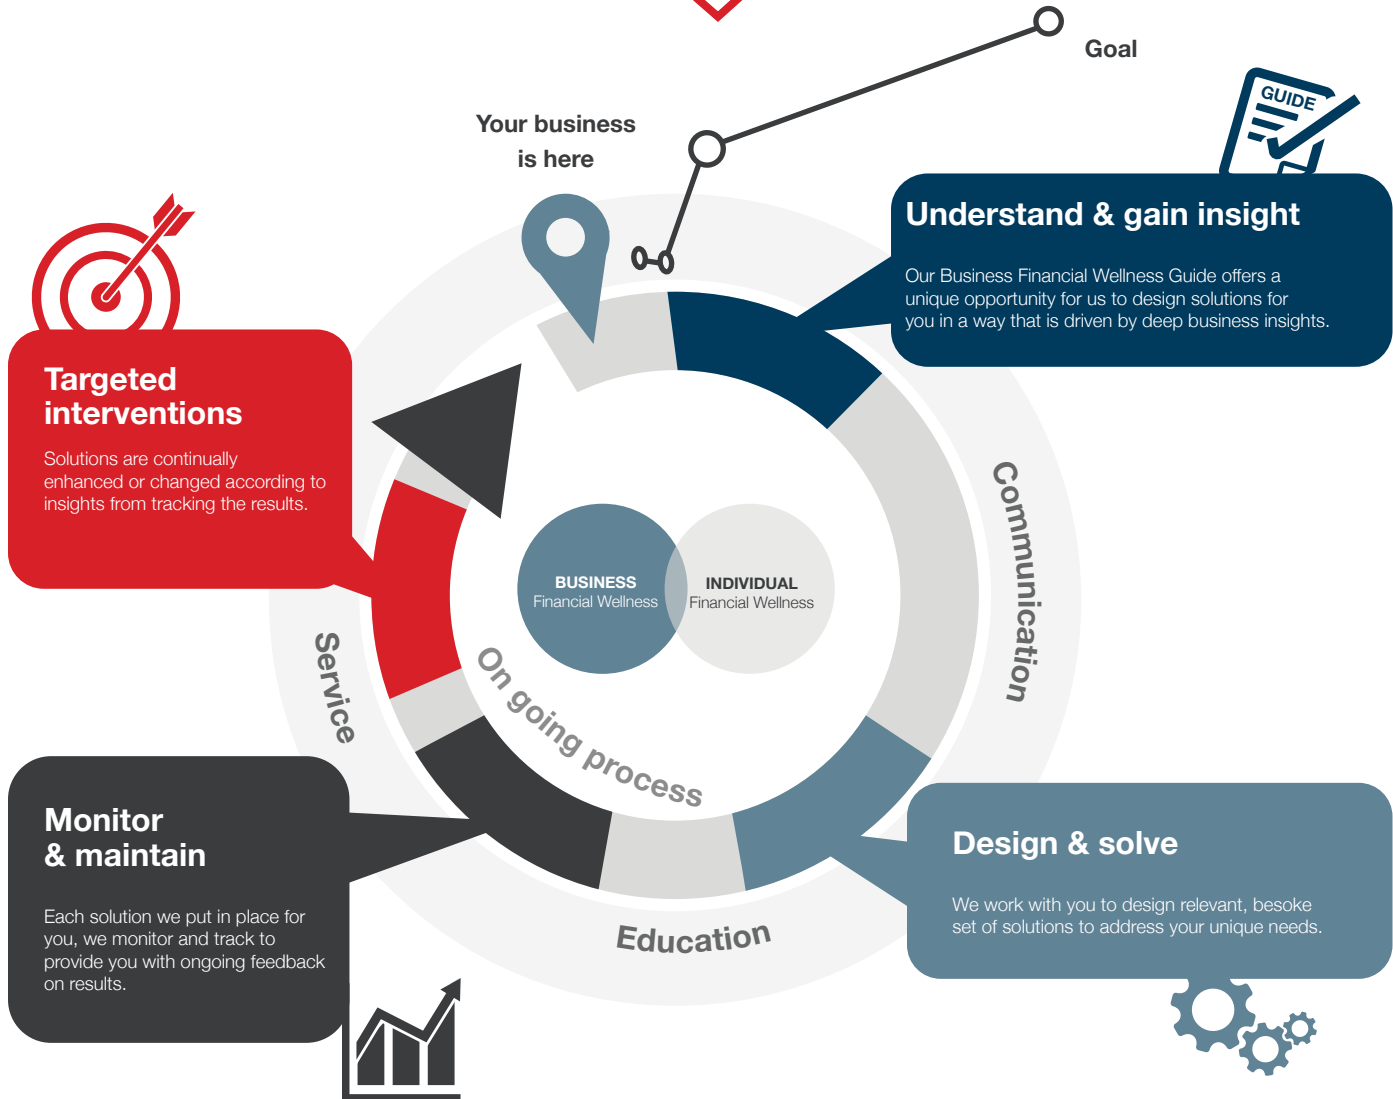 Goal
Your business
is here
GUIDE
Understand & gain insight
Our Business Financial Wellness Guide offers a
unique opportunity for us to design solutions for
you in a way that is driven by deep business insights.
Targeted
interventions
Solutions are continually
enhanced or changed according to
insights from tracking the results.
Communication
BUSINESS
Financial Wellness
INDIVIDUAL
Financial Wellness
Service
On going process
Monitor
& maintain
Each solution we put in place for
you, we monitor and track to
provide you with ongoing feedback
on results.
Design & solve
We work with you to design relevant, besoke
set of solutions to address your unique needs.
Education